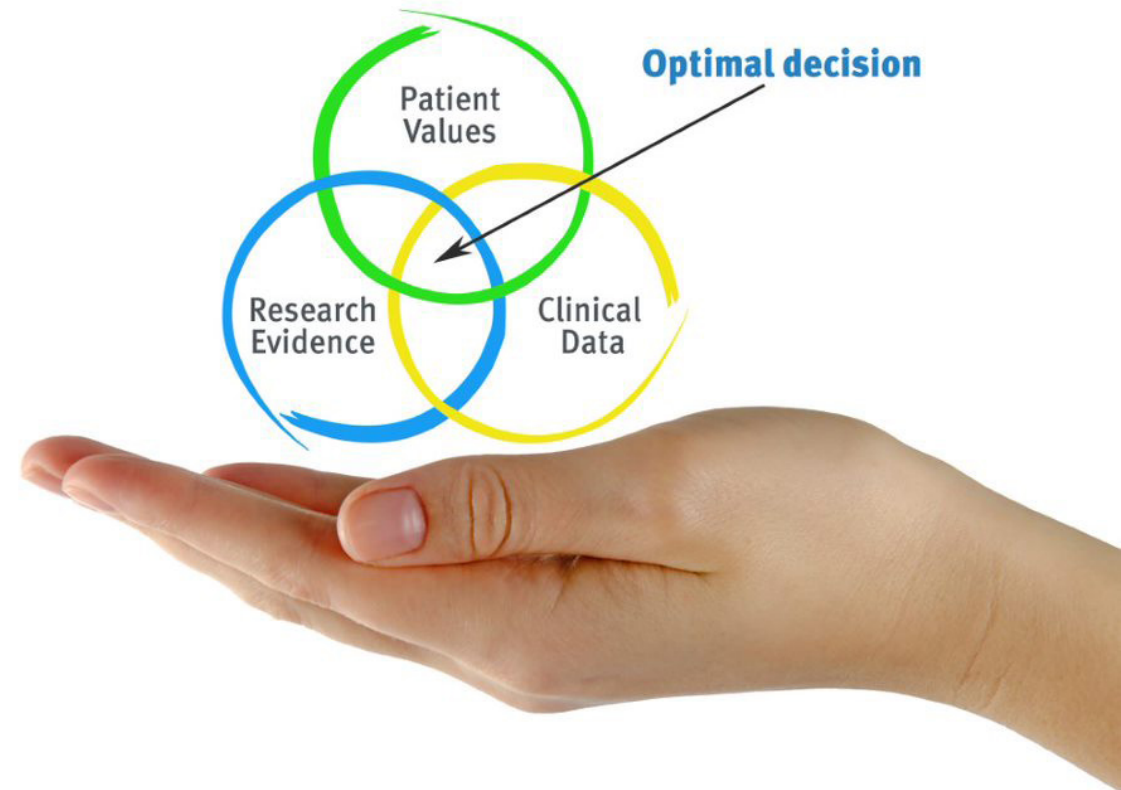 Optimal decision
Patient
Values
Research
Evidence
Clinical
Data